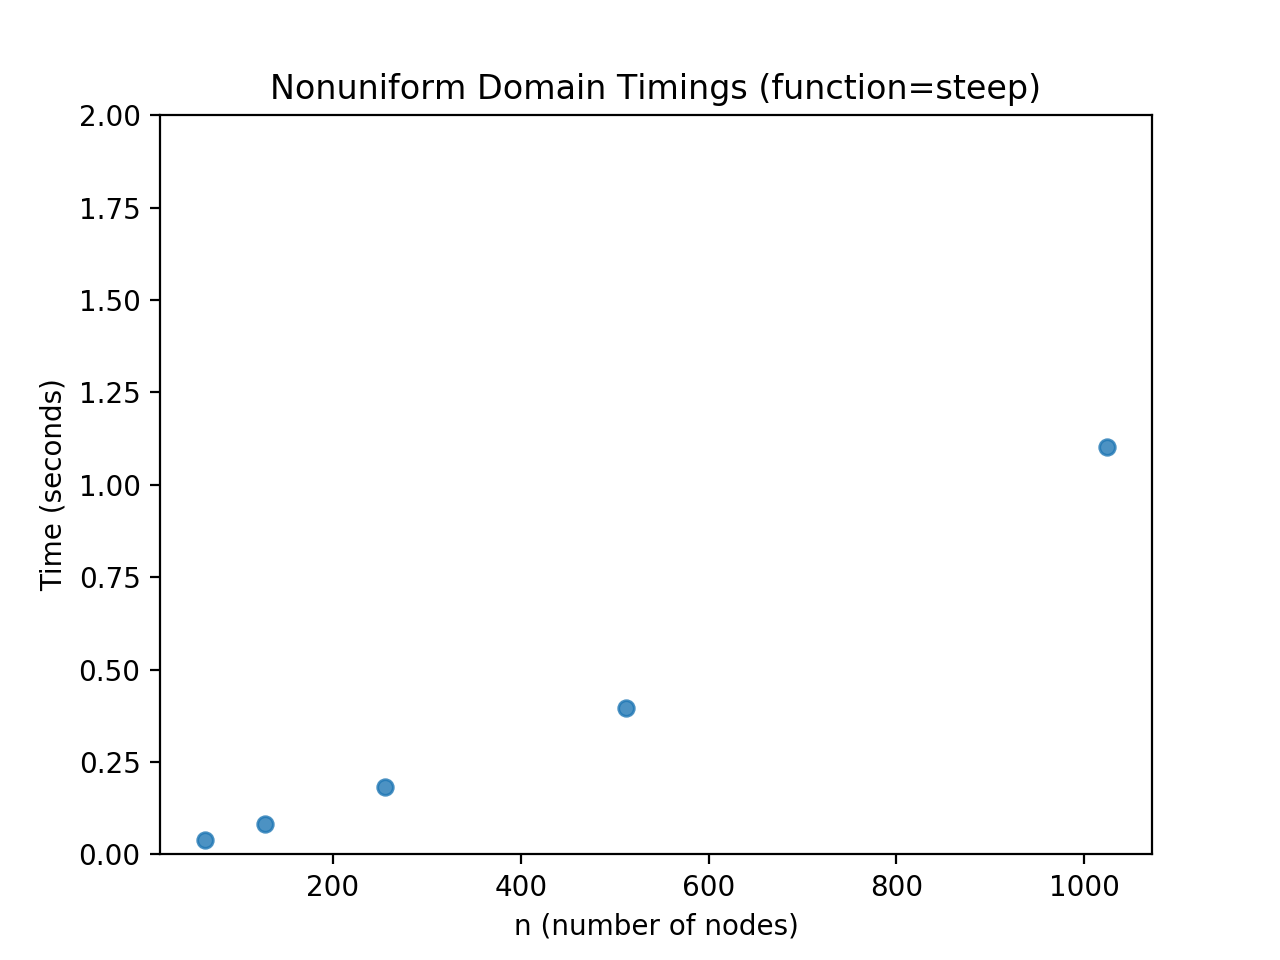 Nonuniform Domain Timings (function=steep)
2.00
1.75
1.50
1.25
1.00
0.75
0.50
0.25
0.00
Time (seconds)
200 400 600 800 1000
n (number of nodes)